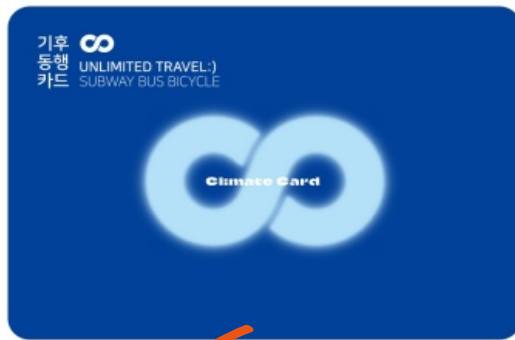 기후
동행
카드
UNLIMITED TRAVEL:)
SUBWAY BUS BICYCLE
Climate Card